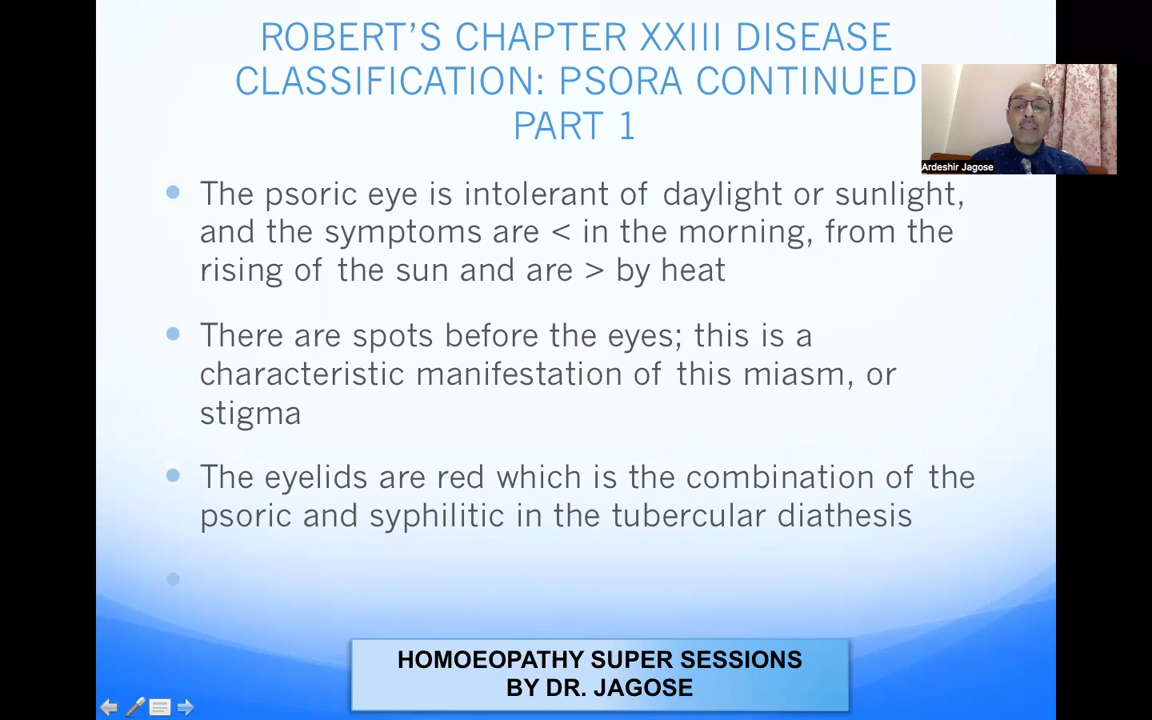 ROBERT'S CHAPTER XXIII DISEASE
CLASSIFICATION: PSORA CONTINUED
PART 1
Ardeshir Jagose
The psoric eye is intolerant of daylight or sunlight,
and the symptoms are < in the morning, from the
rising of the sun and are > by heat
There are spots before the eyes; this is a
characteristic manifestation of this miasm, or
stigma
The eyelids are red which is the combination of the
psoric and syphilitic in the tubercular diathesis
HOMOEOPATHY SUPER SESSIONS
BY DR. JAGOSE